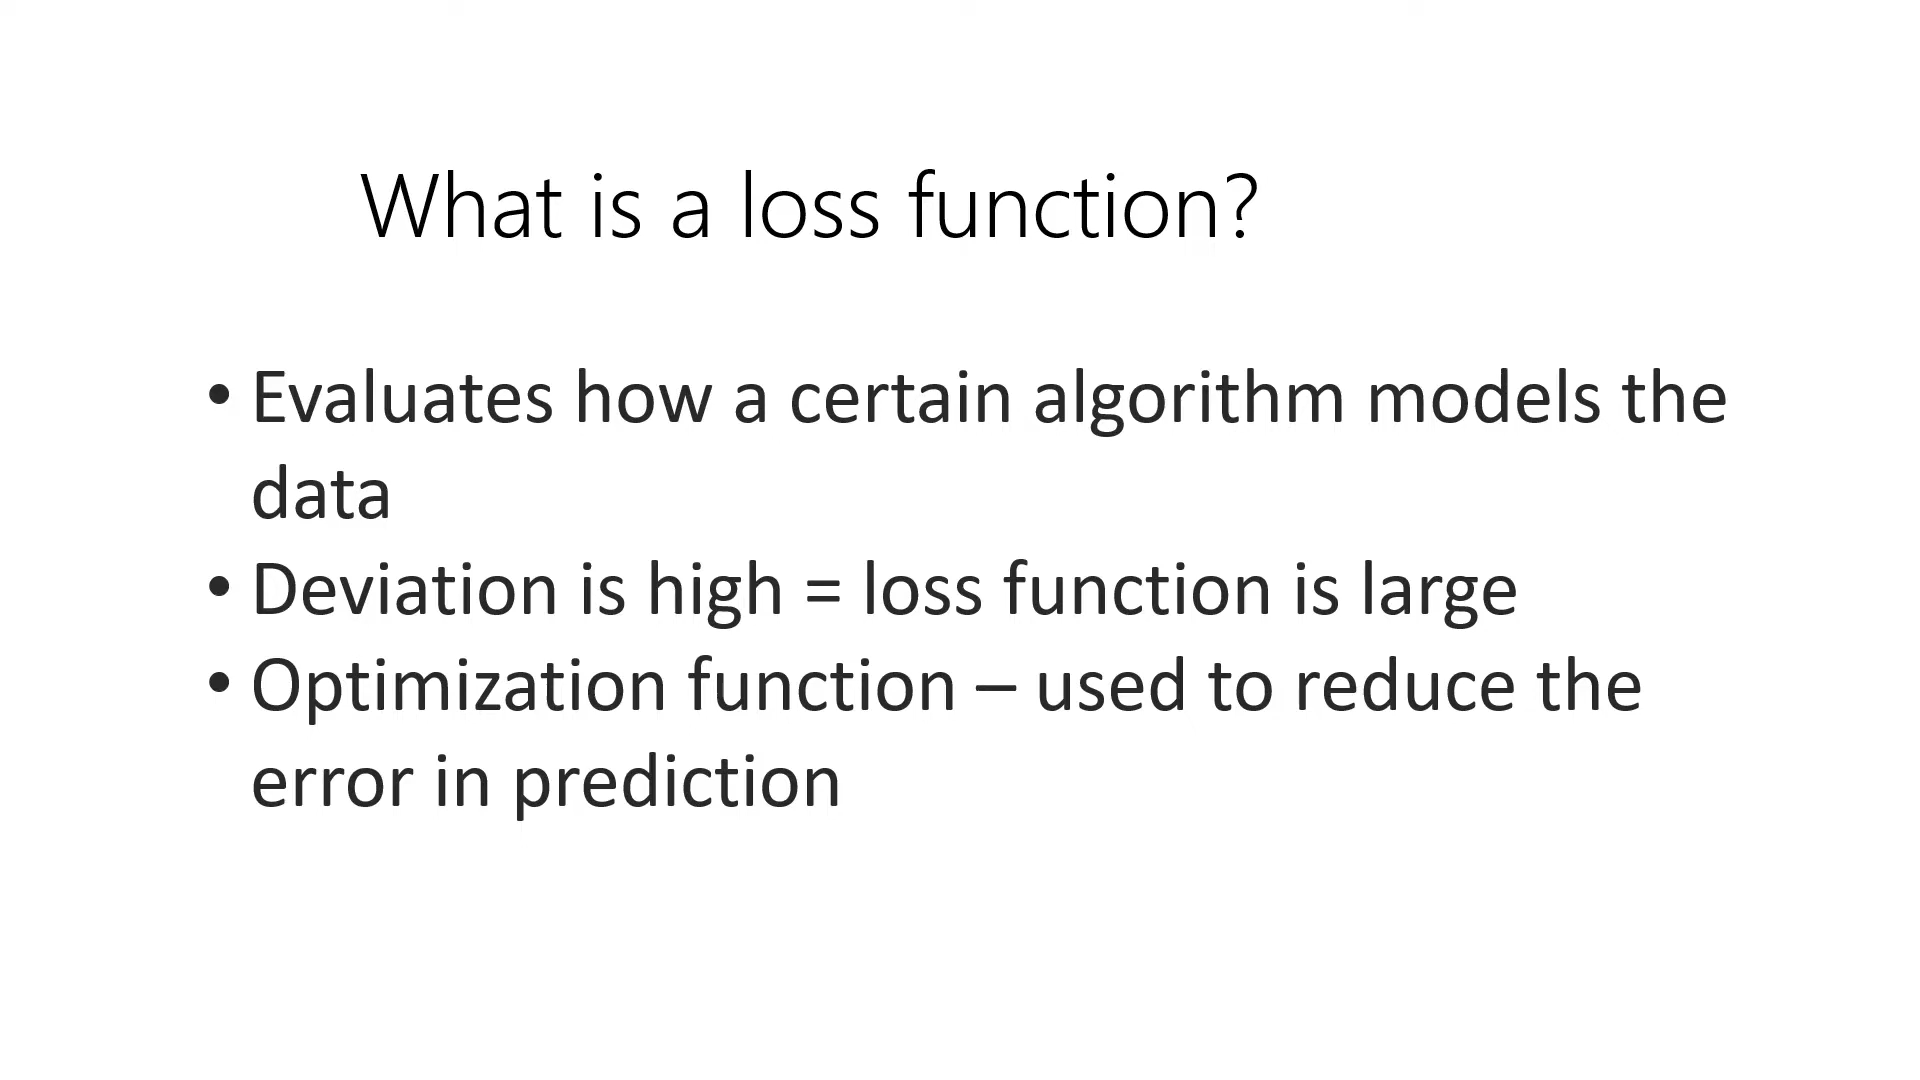 What is a loss function?
• Evaluates how a certain algorithm models the
data
• Deviation is high = loss function is large
• Optimization function – used to reduce the
error in prediction